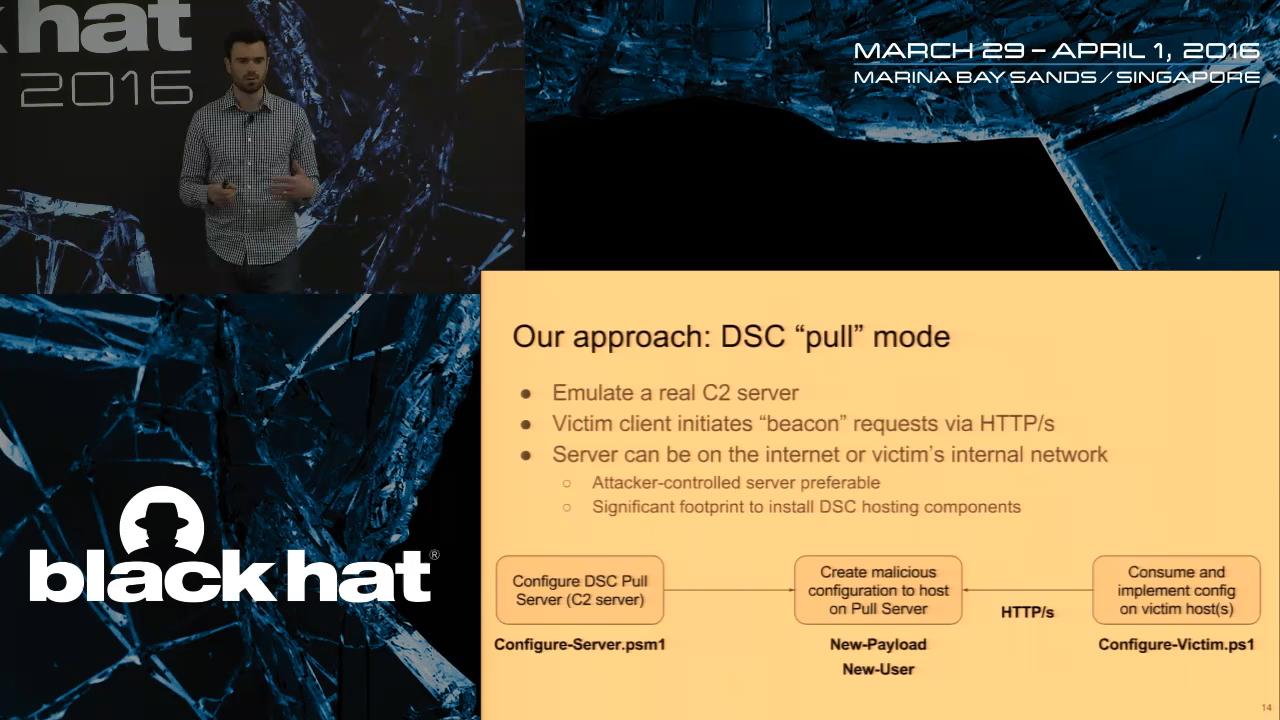 hat
2016
MARCH 29 – APRIL 1, 2016
MARINA BAY SANDS / SINGAPORE
Our approach: DSC “pull” mode
● Emulate a real C2 server
● Victim client initiates “beacon” requests via HTTP/s
● Server can be on the internet or victim’s internal network
○ Attacker-controlled server preferable
○ Significant footprint to install DSC hosting components
Configure DSC Pull
Server (C2 server)
Configure-Server.psm1
Create malicious
configuration to host
on Pull Server
New-Payload
New-User
HTTP/s
Consume and
implement config
on victim host(s)
Configure-Victim.ps1
14
black hat®